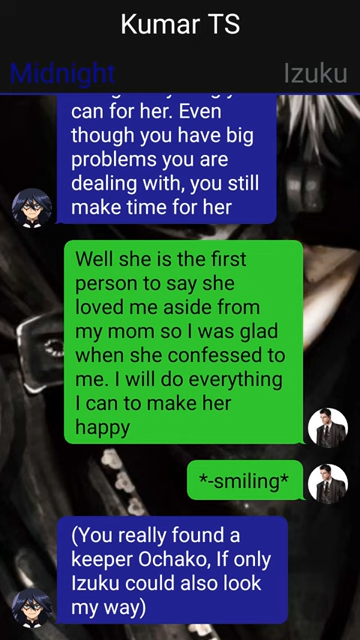 Kumar TS
Midnight
Izuku
can for her. Even
though you have big
problems you are
dealing with, you still
make time for her
Well she is the first
person to say she
loved me aside from
my mom so I was glad
when she confessed to
me. I will do everything
I can to make her
happy
*-smiling*
(You really found a
keeper Ochako, If only
Izuku could also look
my way)